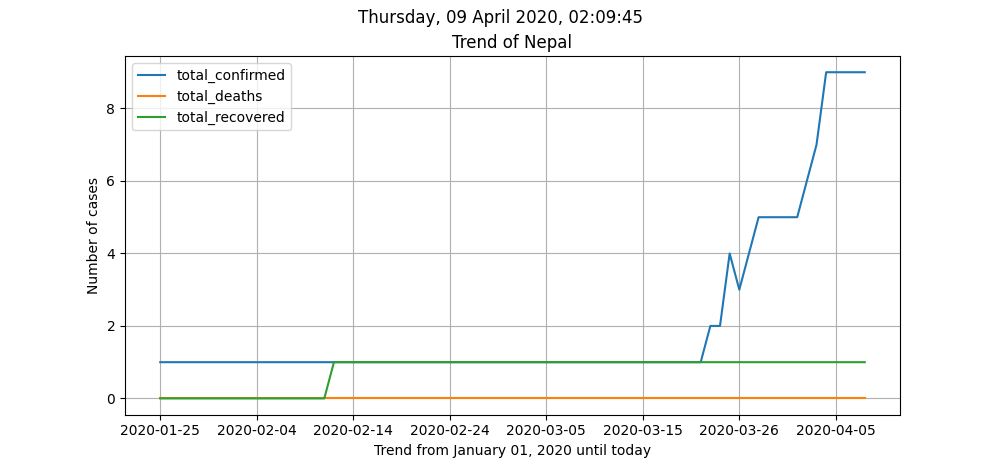 Thursday, 09 April 2020, 02:09:45
Trend of Nepal
total_confirmed
total_deaths
total_recovered
Number of cases
8
6
4
2
0
2020-01-25 2020-02-04 2020-02-14 2020-02-24 2020-03-05 2020-03-15 2020-03-26 2020-04-05
Trend from January 01, 2020 until today